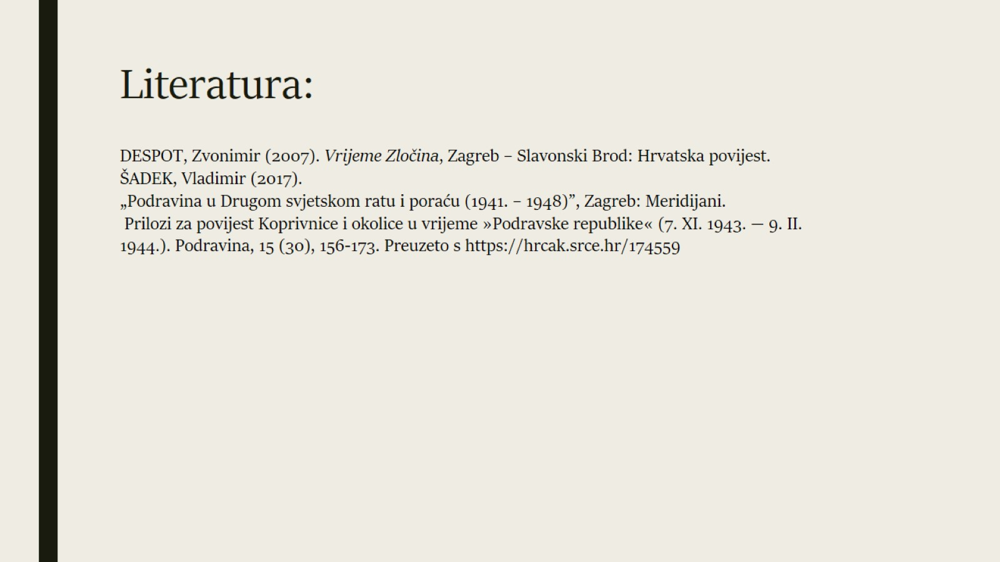 Literatura:
DESPOT, Zvonimir (2007). Vrijeme Zločina, Zagreb – Slavonski Brod: Hrvatska povijest.
ŠADEK, Vladimir (2017).
„Podravina u Drugom svjetskom ratu i poraću (1941. – 1948)”, Zagreb: Meridijani.
Prilozi za povijest Koprivnice i okolice u vrijeme »Podravske republike« (7. XI. 1943. — 9. II.
1944.). Podravina, 15 (30), 156-173. Preuzeto s https://hrcak.srce.hr/174559